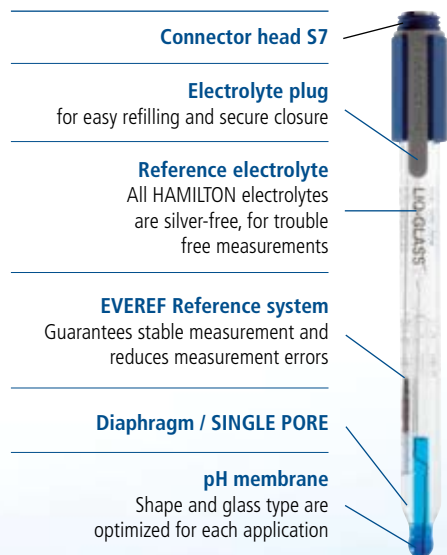 Connector head S7
Electrolyte plug
for easy refilling and secure closure
Reference electrolyte
All HAMILTON electrolytes
are silver-free, for trouble
free measurements
EVEREF Reference system
Guarantees stable measurement and
reduces measurement errors
Diaphragm / SINGLE PORE
pH membrane
Shape and glass type are
optimized for each application
LIQ-GLASS